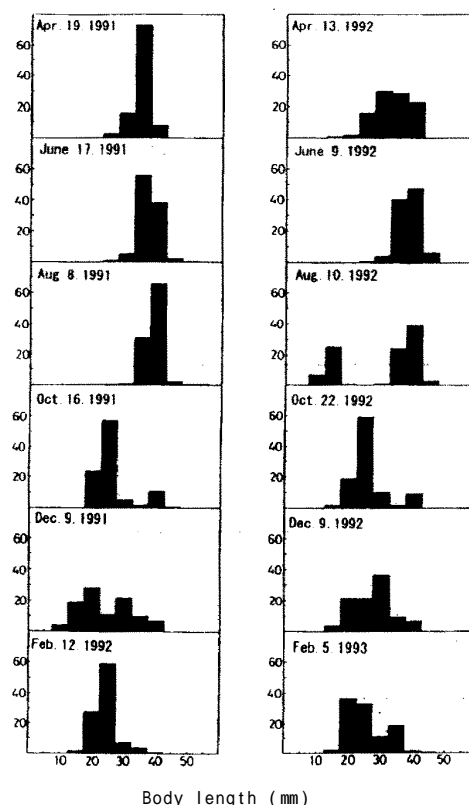 Apr. 19 1991
60
40
20
Apr. 13. 1992
60
40
20
June 17. 1991
60
40
20
June 9. 1992
60
40
20
Aug 8. 1991
60
40
20
Aug. 10. 1992
60
40
20
Oct. 16. 1991
60
40
20
Oct. 22. 1992
60
40
20
Dec. 9. 1991
60
40
20
Dec. 9. 1992
60
40
20
Feb. 12. 1992
60
40
20
Feb. 5. 1993
60
40
20
10 20 30 40 50
10 20 30 40 50
Body length (mm)